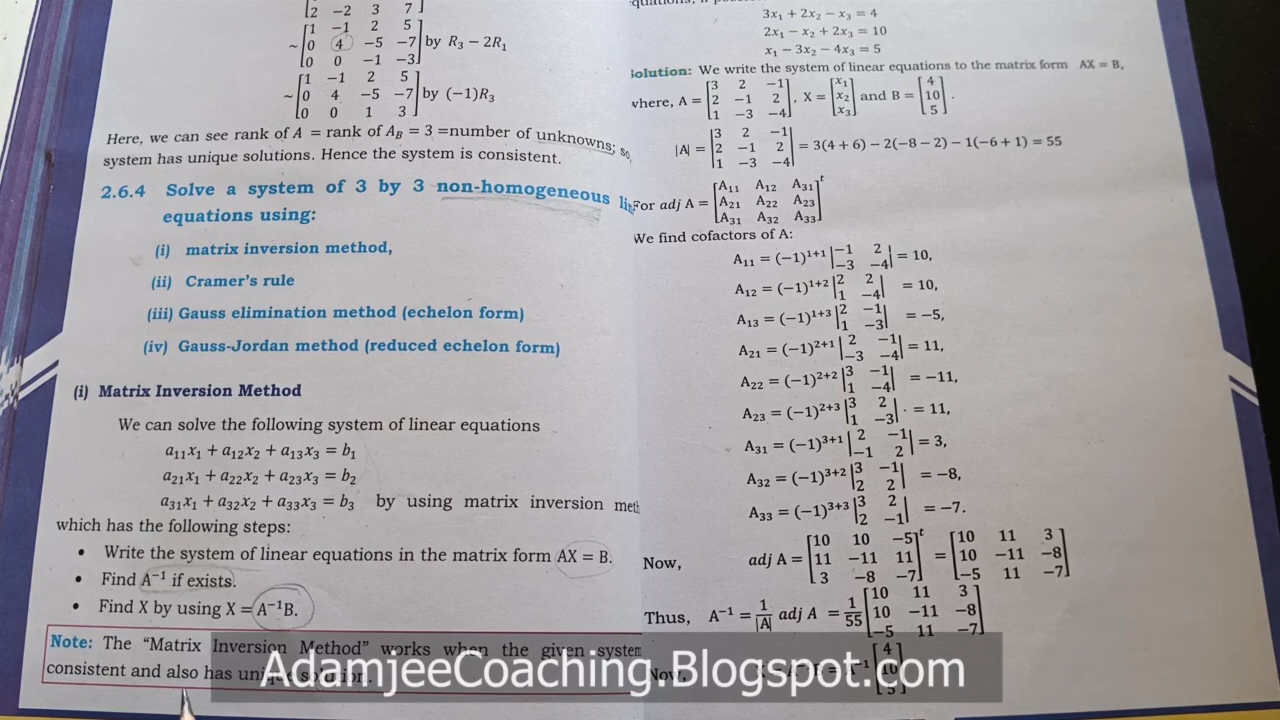 [2 −2 3 7]
~[1 −1 2 5
0 4 −5 −7
0 0 −1 −3] by R₃ − 2R₁
~[1 −1 2 5
0 4 −5 −7
0 0 1 3] by (−1)R₃
Here, we can see rank of A = rank of A_B = 3 =number of unknowns; so,
system has unique solutions. Hence the system is consistent.
2.6.4 Solve a system of 3 by 3 non-homogeneous
equations using:
(i) matrix inversion method,
(ii) Cramer's rule
(iii) Gauss elimination method (echelon form)
(iv) Gauss-Jordan method (reduced echelon form)
(i) Matrix Inversion Method
We can solve the following system of linear equations
a₁₁x₁ + a₁₂x₂ + a₁₃x₃ = b₁
a₂₁x₁ + a₂₂x₂ + a₂₃x₃ = b₂
a₃₁x₁ + a₃₂x₂ + a₃₃x₃ = b₃ by using matrix inversion
which has the following steps:
• Write the system of linear equations in the matrix form AX = B.
• Find A⁻¹ if exists.
• Find X by using X = A⁻¹B.
Note: The “Matrix Inversion Method” works when the given system
consistent and also has unique solution.
3x₁ + 2x₂ − x₃ = 4
2x₁ − x₂ + 2x₃ = 10
x₁ − 3x₂ − 4x₃ = 5
Solution: We write the system of linear equations to the matrix form AX = B,
where, A = [3 2 −1
2 −1 2
1 −3 −4], X = [x₁
x₂
x₃] and B = [4
10
5].
|A| = |3 2 −1
2 −1 2
1 −3 −4| = 3(4 + 6) − 2(−8 − 2) − 1(−6 + 1) = 55
For adj A = [A₁₁ A₁₂ A₃₁
A₂₁ A₂₂ A₂₃
A₃₁ A₃₂ A₃₃]ᵗ
We find cofactors of A:
A₁₁ = (−1)¹⁺¹ |−1 2
−3 −4| = 10,
A₁₂ = (−1)¹⁺² |2 2
1 −4| = 10,
A₁₃ = (−1)¹⁺³ |2 −1
1 −3| = −5,
A₂₁ = (−1)²⁺¹ |2 −1
−3 −4| = 11,
A₂₂ = (−1)²⁺² |3 −1
1 −4| = −11,
A₂₃ = (−1)²⁺³ |3 2
1 −3| = 11,
A₃₁ = (−1)³⁺¹ |2 −1
−1 2| = 3,
A₃₂ = (−1)³⁺² |3 −1
2 2| = −8,
A₃₃ = (−1)³⁺³ |3 2
2 −1| = −7.
Now, adj A = [10 10 −5
11 −11 11
3 −8 −7]ᵗ = [10 11 3
10 −11 −8
−5 11 −7]
Thus, A⁻¹ = 1/|A| adj A = 1/55 [10 11 3
10 −11 −8
−5 11 −7]
Now, [4
10
5]
AdamjeeCoaching.Blogspot.com